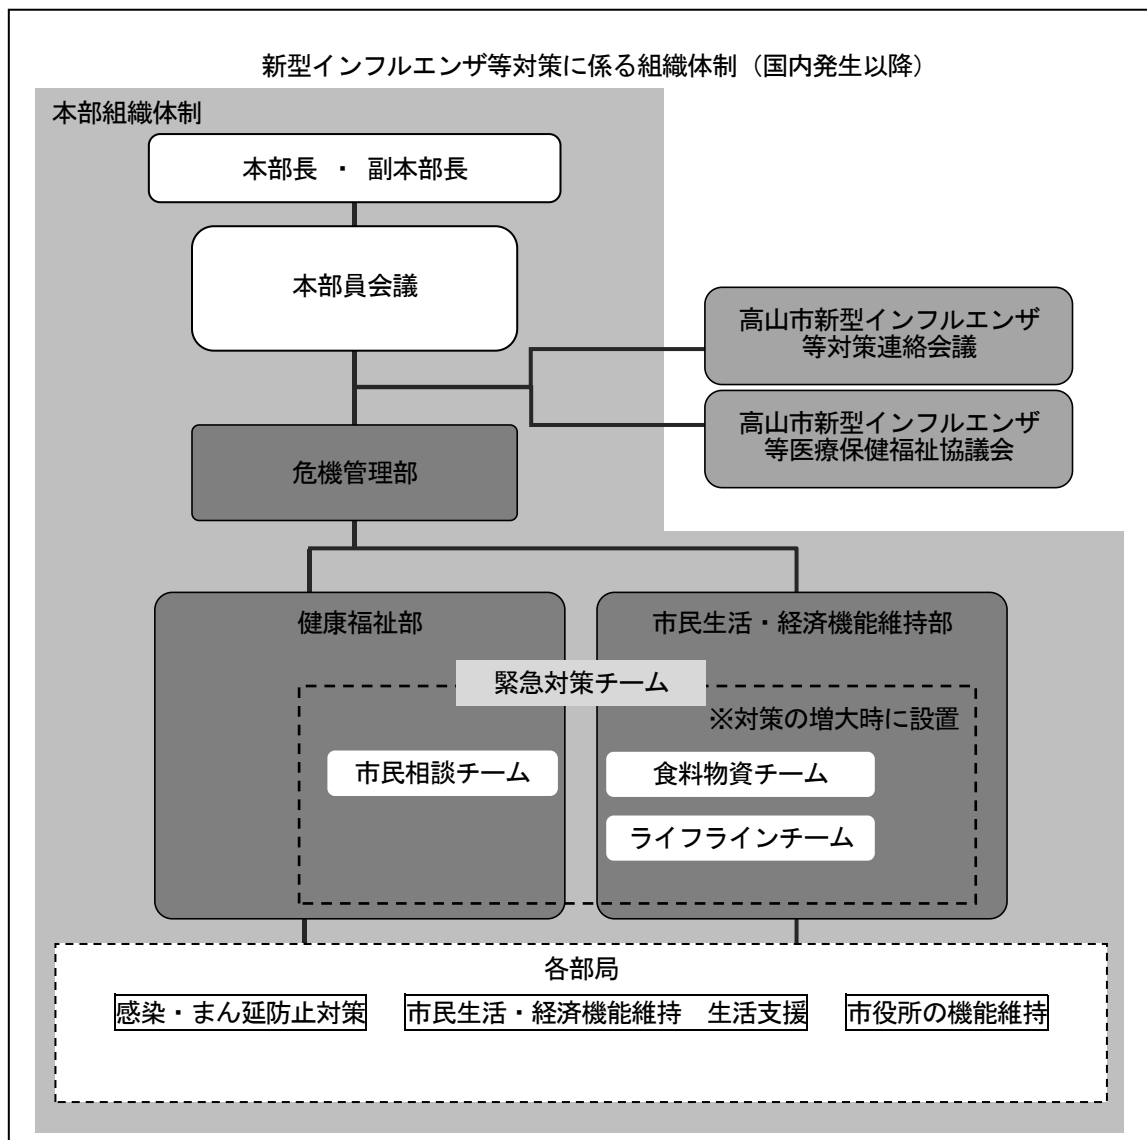 新型インフルエンザ等対策に係る組織体制（国内発生以降）
本部組織体制
本部長 ・ 副本部長
本部員会議
高山市新型インフルエンザ
等対策連絡会議
高山市新型インフルエンザ
等医療保健福祉協議会
危機管理部
健康福祉部
市民生活・経済機能維持部
緊急対策チーム
※対策の増大時に設置
市民相談チーム
食料物資チーム
ライフラインチーム
各部局
感染・まん延防止対策
市民生活・経済機能維持　生活支援
市役所の機能維持